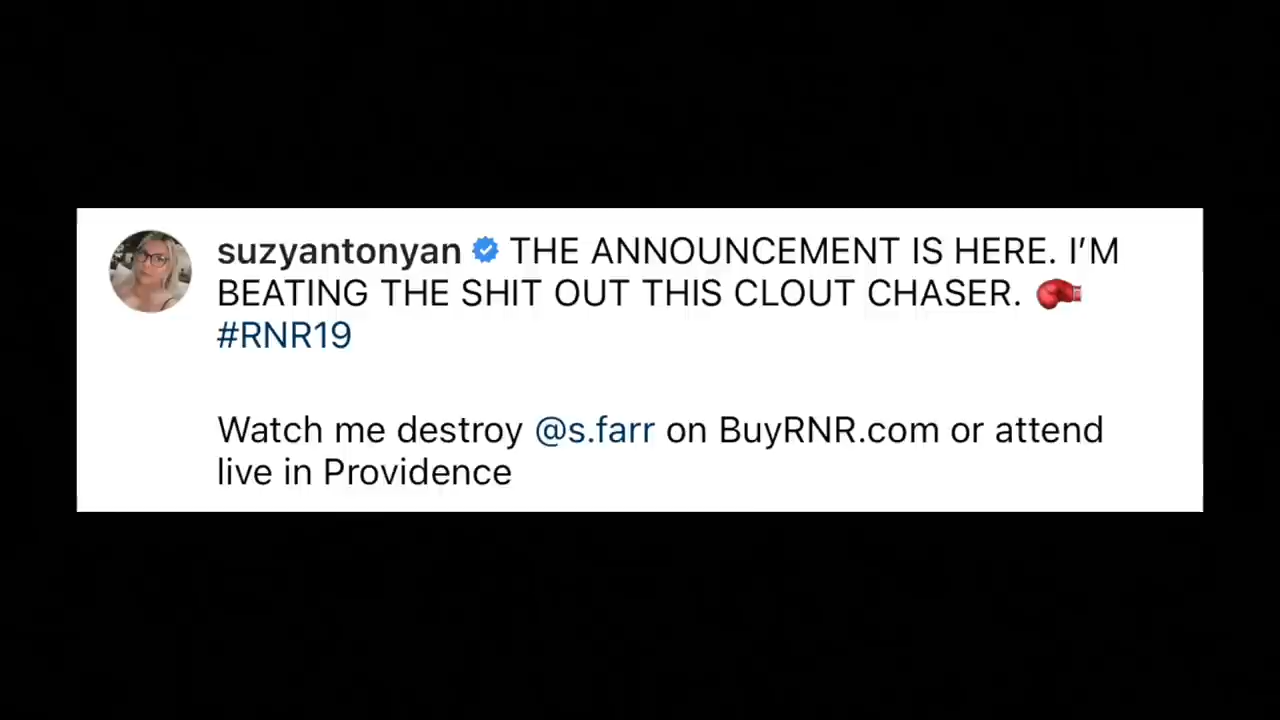 suzyantonyan THE ANNOUNCEMENT IS HERE. I’M
BEATING THE SHIT OUT THIS CLOUT CHASER. 🥊
#RNR19
Watch me destroy @s.farr on BuyRNR.com or attend
live in Providence